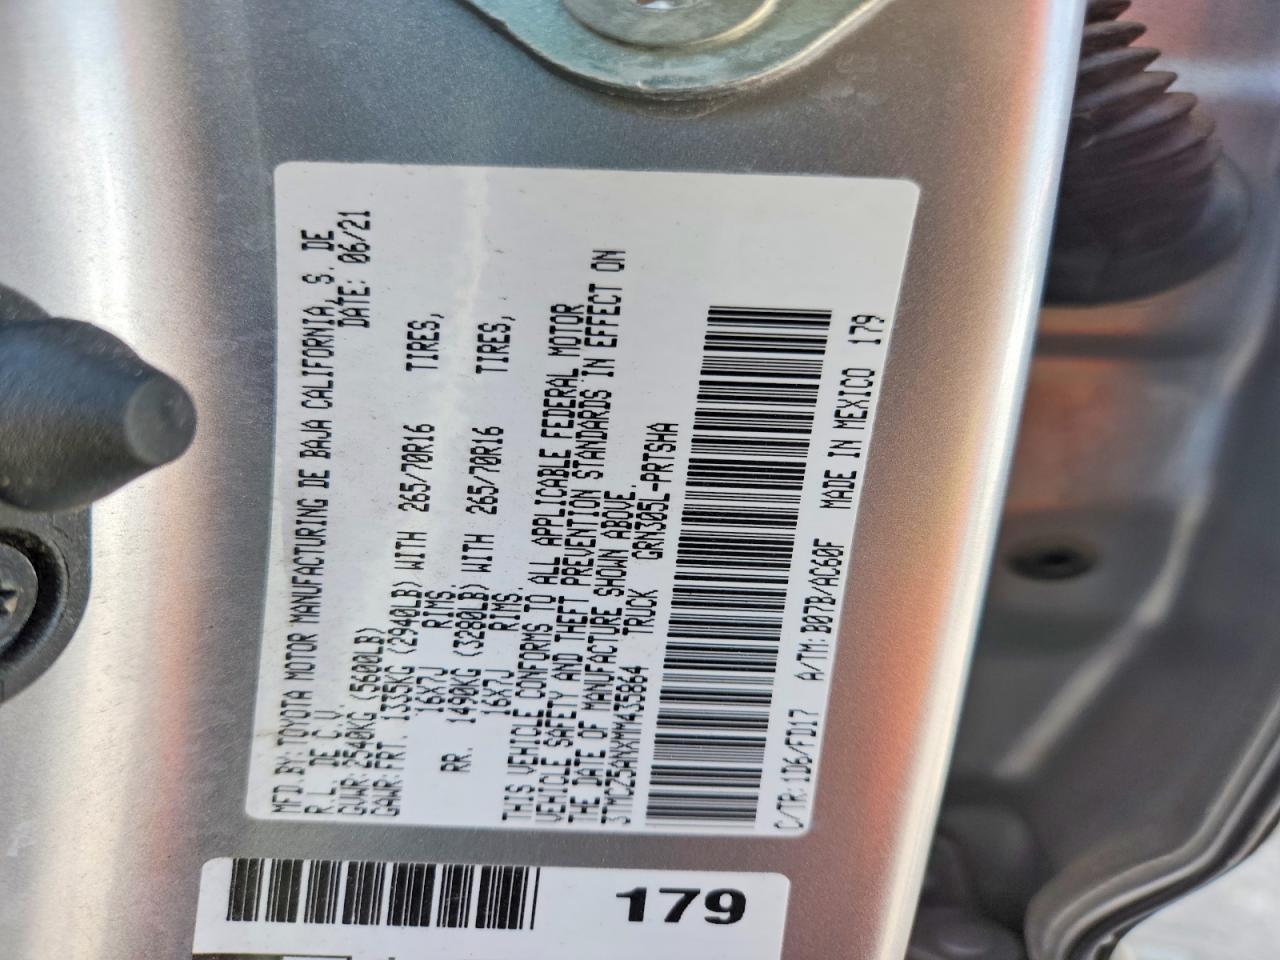 MFD.BY:TOYOTA MOTOR MANUFACTURING DE BAJA CALIFORNIA, S. DE
R.L. DE C.V. DATE: 06/21
GVWR:2540KG (5600LB)
GAWR:FRT. 1335KG (2940LB) WITH 265/70R16 TIRES,
16X7J RIMS,
RR. 1490KG (3280LB) WITH 265/70R16 TIRES,
16X7J RIMS.
THIS VEHICLE CONFORMS TO ALL APPLICABLE FEDERAL MOTOR
VEHICLE SAFETY AND THEFT PREVENTION STANDARDS IN EFFECT ON
THE DATE OF MANUFACTURE SHOWN ABOVE.
3TMCZ5ANXMM435864 TRUCK GRN305L-PRTSHA
C/TR:1D6/FD17 A/TM:B07B/AC60F MADE IN MEXICO 179
179